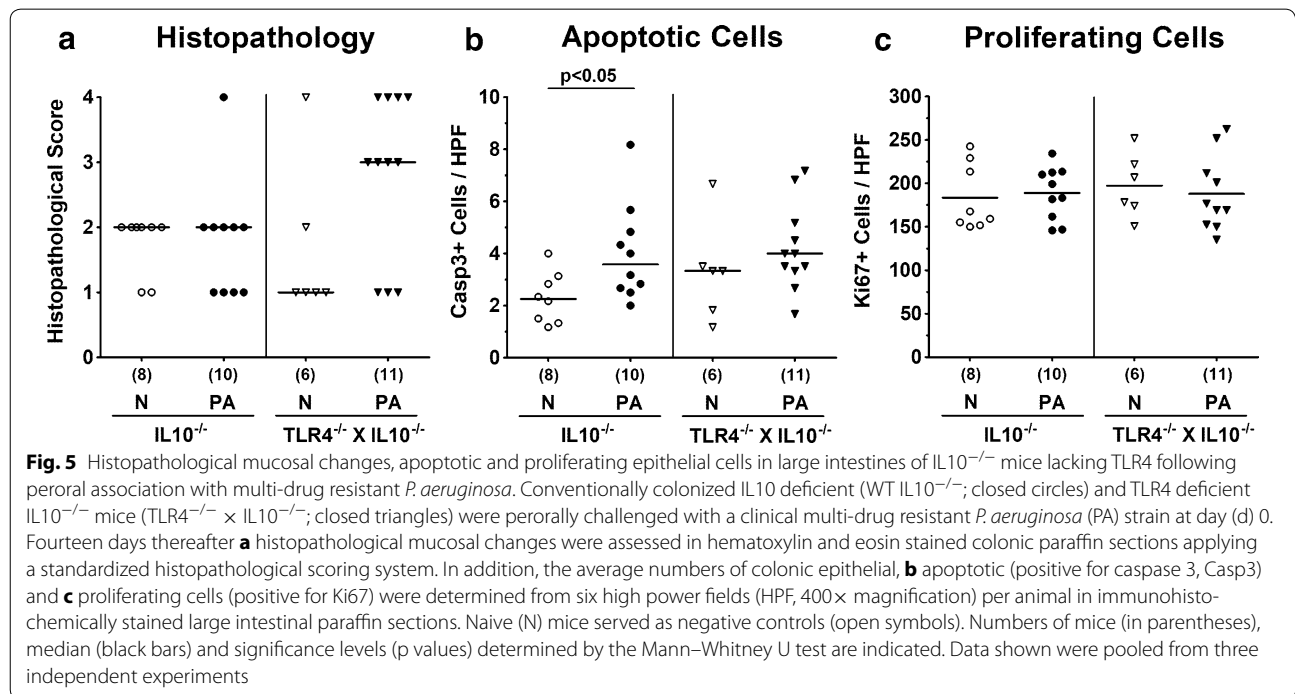 a Histopathology
Histopathological Score
4
3
2
1
0
(8) (10) (6) (11)
N PA N PA
IL10-/- TLR4-/- X IL10-/-
b Apoptotic Cells
p<0.05
Casp3+ Cells / HPF
10
8
6
4
2
0
(8) (10) (6) (11)
N PA N PA
IL10-/- TLR4-/- X IL10-/-
c Proliferating Cells
Ki67+ Cells / HPF
300
250
200
150
100
50
0
(8) (10) (6) (11)
N PA N PA
IL10-/- TLR4-/- X IL10-/-
Fig. 5 Histopathological mucosal changes, apoptotic and proliferating epithelial cells in large intestines of IL10−/− mice lacking TLR4 following
peroral association with multi-drug resistant P. aeruginosa. Conventionally colonized IL10 deficient (WT IL10−/−; closed circles) and TLR4 deficient
IL10−/− mice (TLR4−/− × IL10−/−; closed triangles) were perorally challenged with a clinical multi-drug resistant P. aeruginosa (PA) strain at day (d) 0.
Fourteen days thereafter a histopathological mucosal changes were assessed in hematoxylin and eosin stained colonic paraffin sections applying
a standardized histopathological scoring system. In addition, the average numbers of colonic epithelial, b apoptotic (positive for caspase 3, Casp3)
and c proliferating cells (positive for Ki67) were determined from six high power fields (HPF, 400× magnification) per animal in immunohisto-
chemically stained large intestinal paraffin sections. Naive (N) mice served as negative controls (open symbols). Numbers of mice (in parentheses),
median (black bars) and significance levels (p values) determined by the Mann–Whitney U test are indicated. Data shown were pooled from three
independent experiments